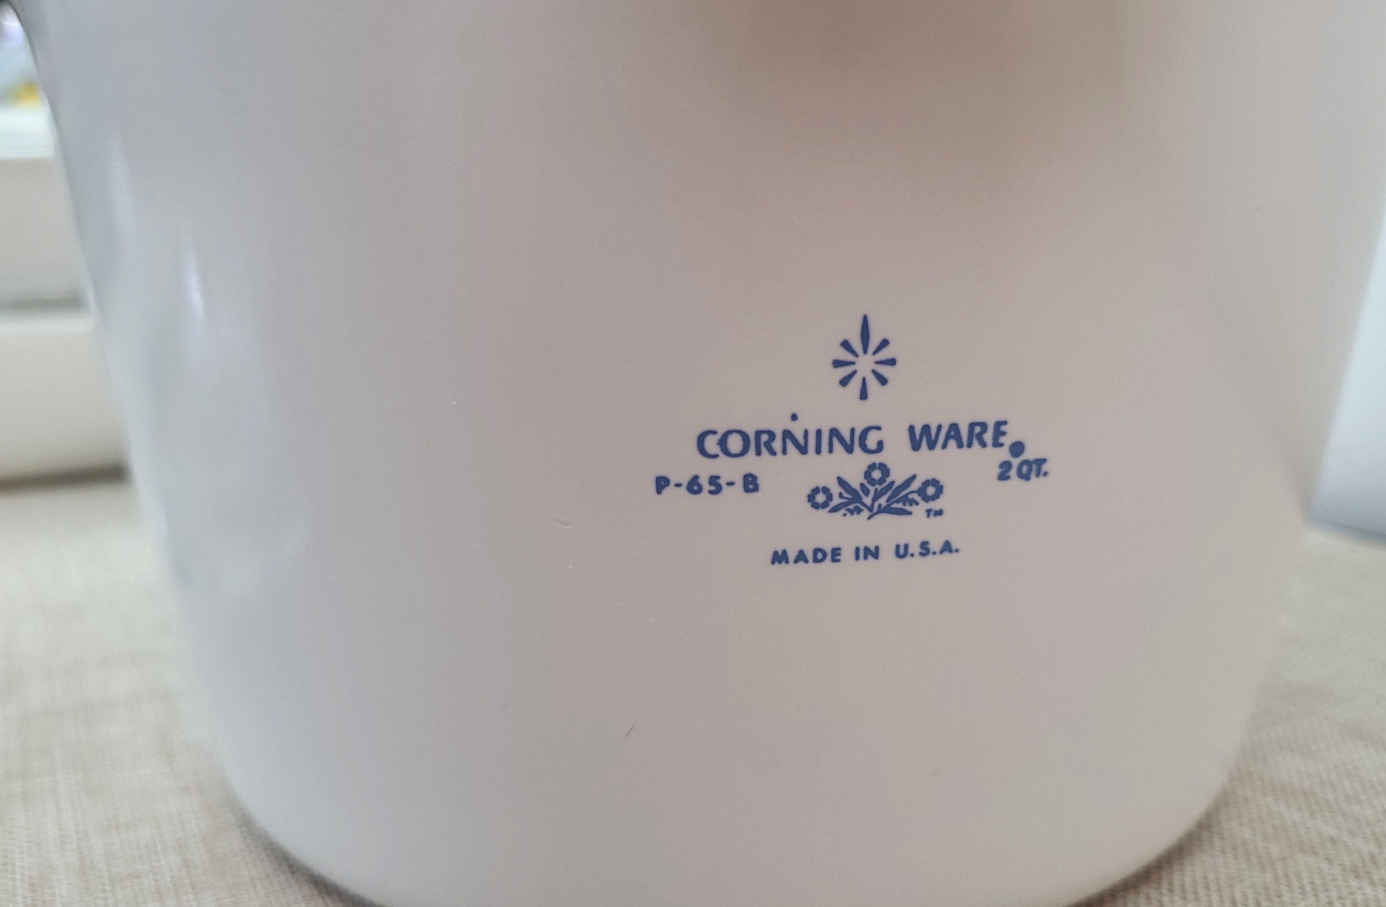 CORNING WARE®
P-65-B 2 QT.
TM
MADE IN U.S.A.